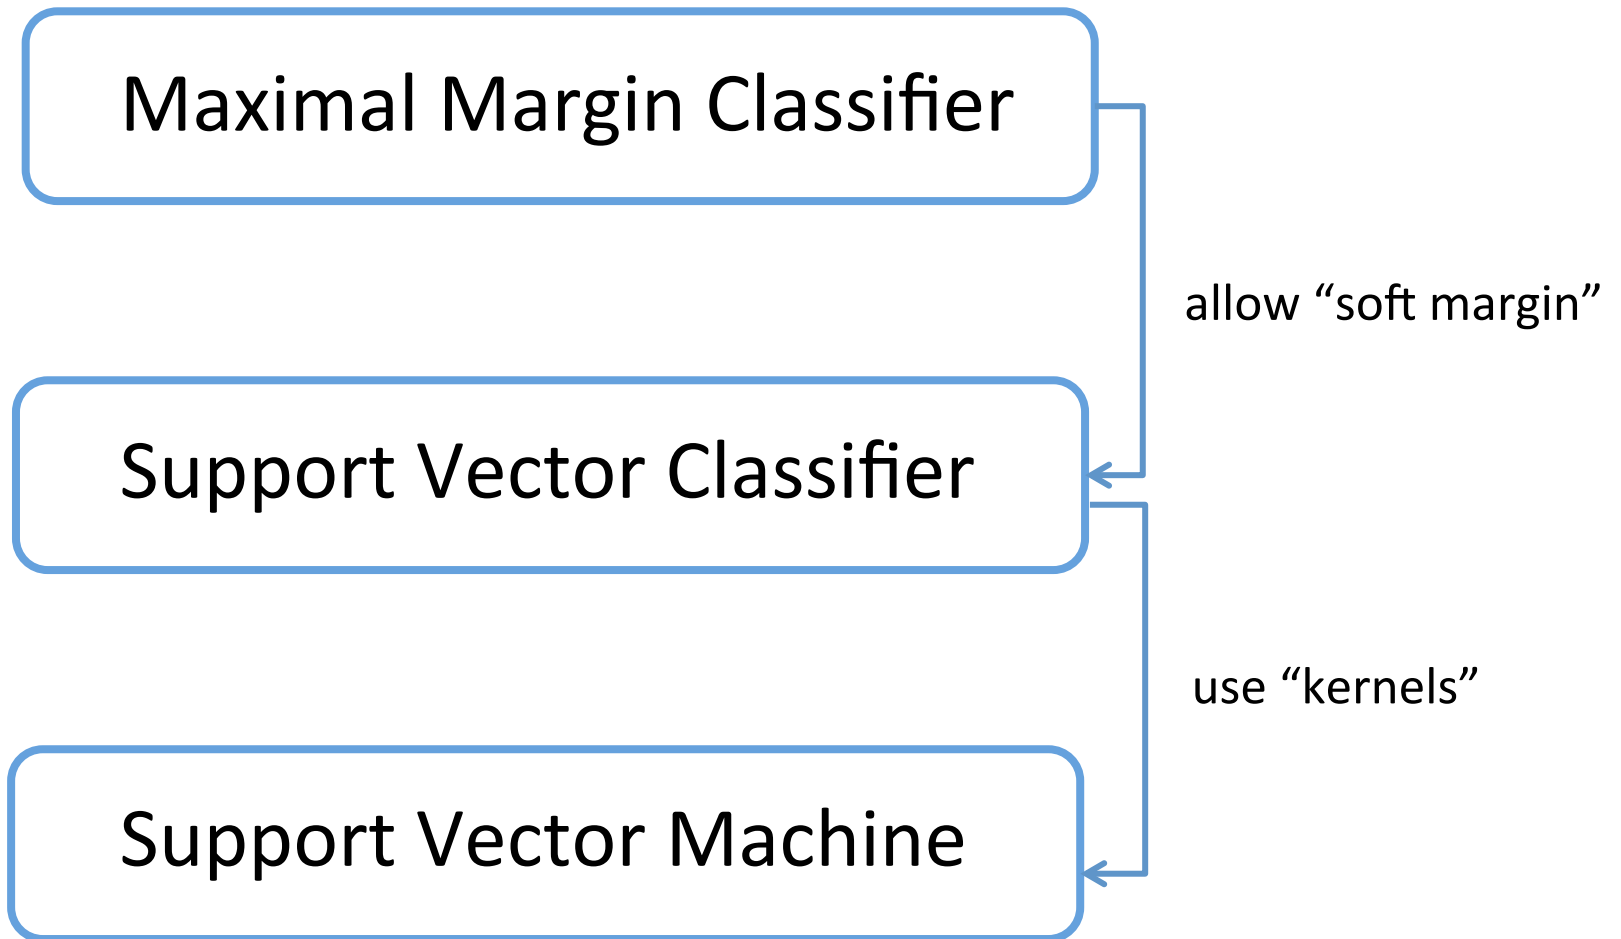 Maximal Margin Classifier
allow “soft margin”
Support Vector Classifier
use “kernels”
Support Vector Machine